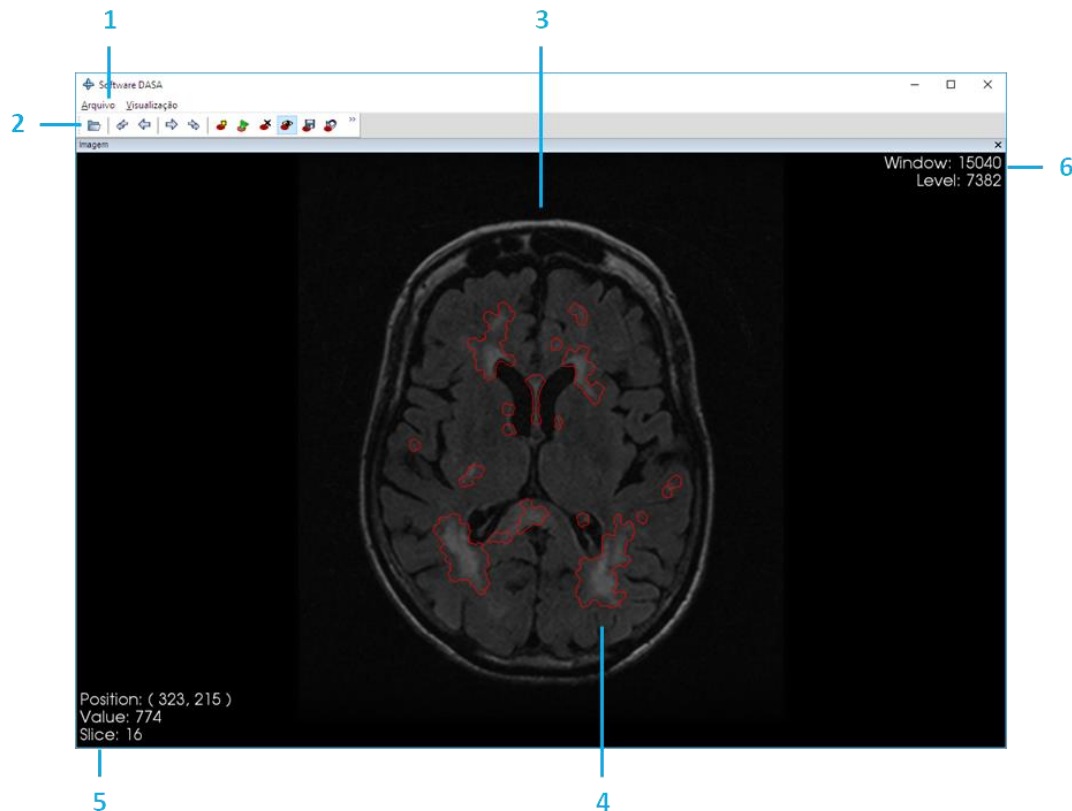 1
3
Software DASA
Arquivo Visualização
2
»
Imagem
Window: 15040
Level: 7382
6
Position: ( 323, 215 )
Value: 774
Slice: 16
5
4